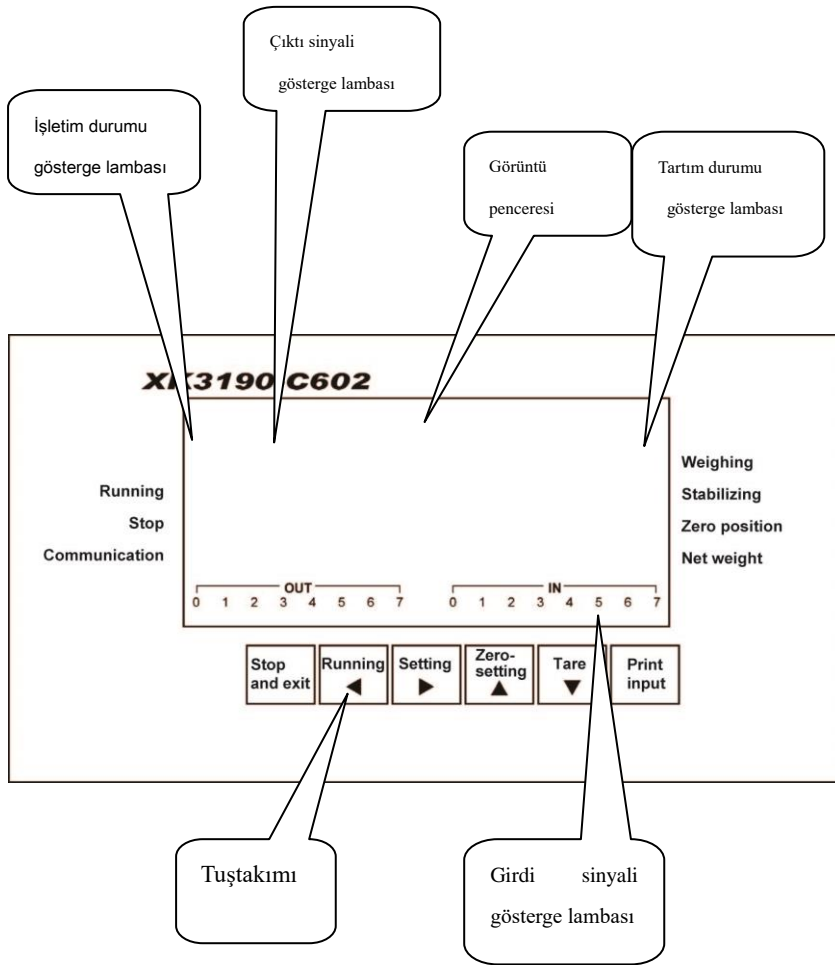 Çıktı sinyali
gösterge lambası
İşletim durumu
gösterge lambası
Görüntü
penceresi
Tartım durumu
gösterge lambası
XK3190 C602
Running
Stop
Communication
Weighing
Stabilizing
Zero position
Net weight
OUT
0 1 2 3 4 5 6 7
IN
0 1 2 3 4 5 6 7
Stop
and exit
Running
◀
Setting
▶
Zero-
setting
▲
Tare
▼
Print
input
Tuştakımı
Girdi sinyali
gösterge lambası